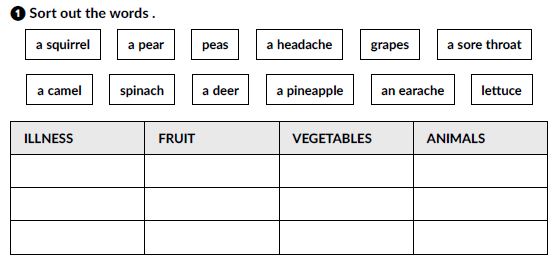 1 Sort out the words .
a squirrel a pear peas a headache grapes a sore throat
a camel spinach a deer a pineapple an earache lettuce
ILLNESS FRUIT VEGETABLES ANIMALS